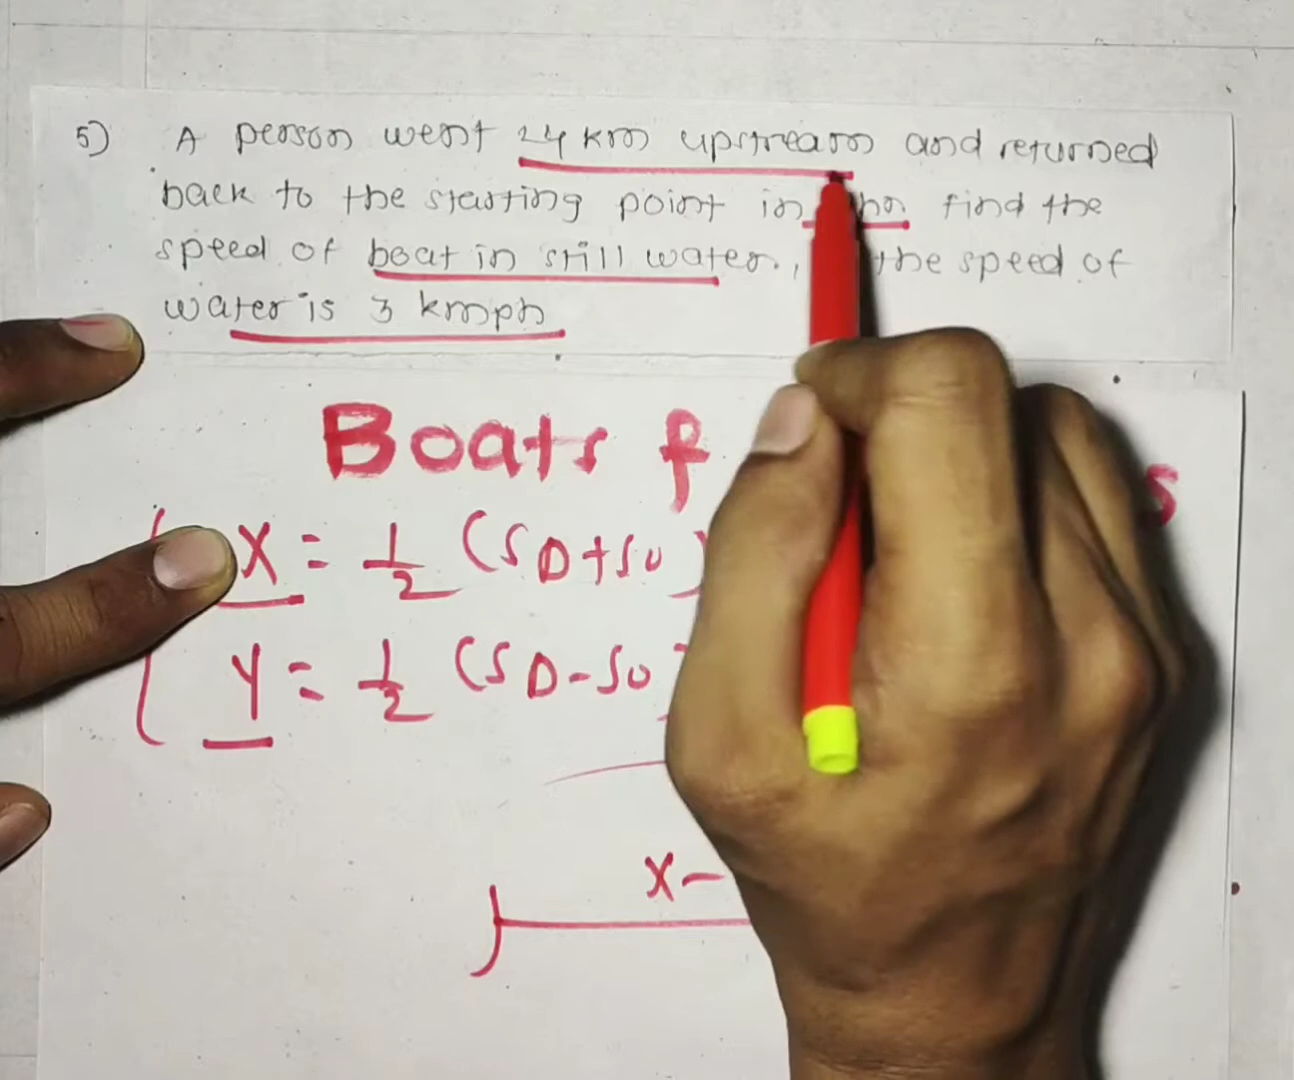 5) A person went 24 km upstream and returned
back to the starting point in hr find the
speed of boat in still water., the speed of
water is 3 kmph
Boats f s
X = 1/2 (SD+SU)
Y = 1/2 (SD-SU)
X-